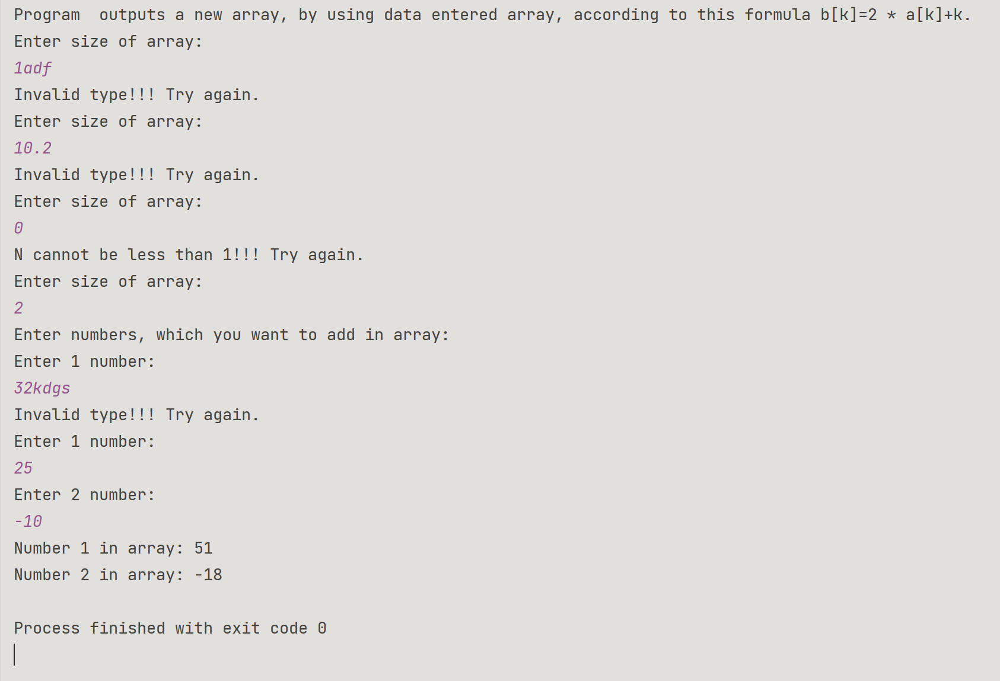 Program  outputs a new array, by using data entered array, according to this formula b[k]=2 * a[k]+k.
Enter size of array:
1adf
Invalid type!!! Try again.
Enter size of array:
10.2
Invalid type!!! Try again.
Enter size of array:
0
N cannot be less than 1!!! Try again.
Enter size of array:
2
Enter numbers, which you want to add in array:
Enter 1 number:
32kdgs
Invalid type!!! Try again.
Enter 1 number:
25
Enter 2 number:
-10
Number 1 in array: 51
Number 2 in array: -18
Process finished with exit code 0